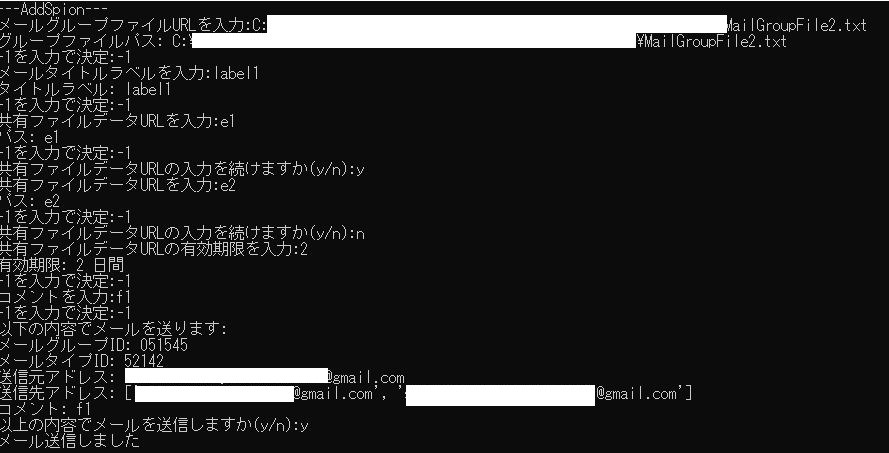 ---AddSpion---
メールグループファイルURLを入力:C: MailGroupFile2.txt
グループファイルパス: C:\ \MailGroupFile2.txt
-1を入力で決定:-1
メールタイトルラベルを入力:label1
タイトルラベル: label1
-1を入力で決定:-1
共有ファイルデータURLを入力:e1
パス: e1
-1を入力で決定:-1
共有ファイルデータURLの入力を続けますか(y/n):y
共有ファイルデータURLを入力:e2
パス: e2
-1を入力で決定:-1
共有ファイルデータURLの入力を続けますか(y/n):n
共有ファイルデータURLの有効期限を入力:2
有効期限: 2 日間
-1を入力で決定:-1
コメントを入力:f1
-1を入力で決定:-1
以下の内容でメールを送ります:
メールグループID: 051545
メールタイプID: 52142
送信元アドレス: @gmail.com
送信先アドレス: [ @gmail.com', ' @gmail.com']
コメント: f1
以上の内容でメールを送信しますか(y/n):y
メール送信しました